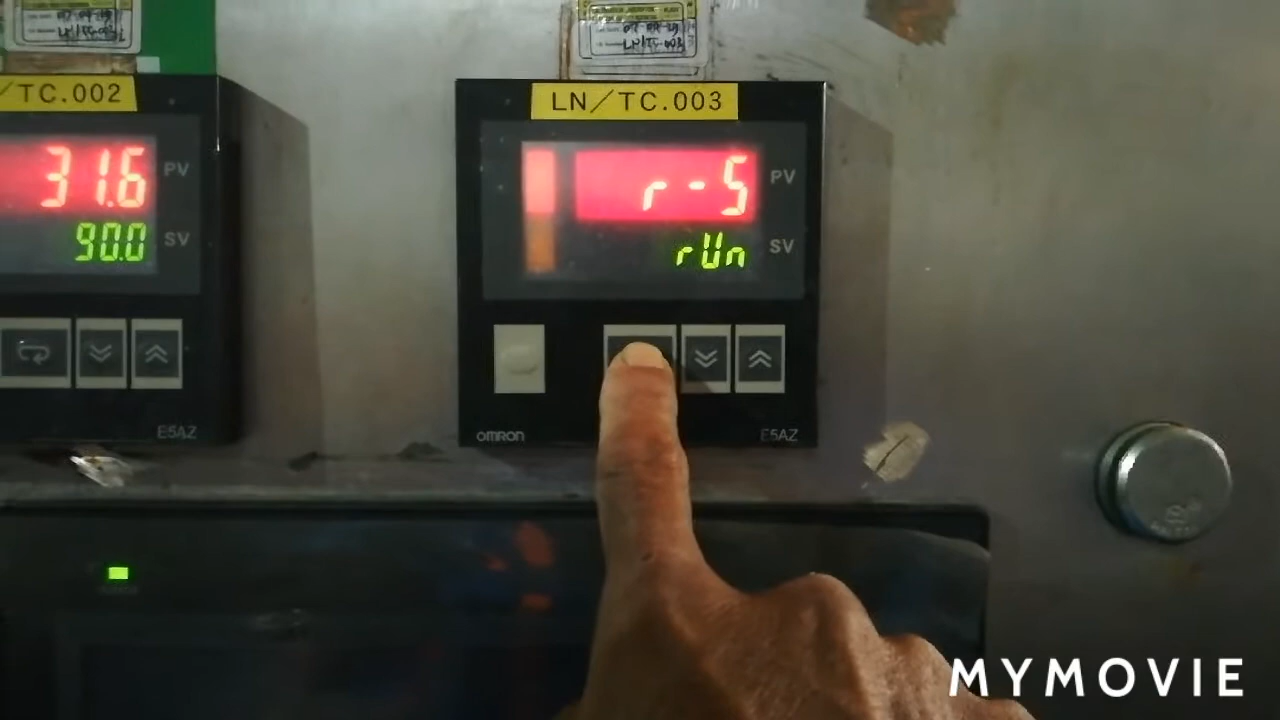 /TC.002
31.6
PV
90.0
SV
E5AZ
LN/TC.003
r-S
PV
rUn
SV
OMRON
E5AZ
MYMOVIE